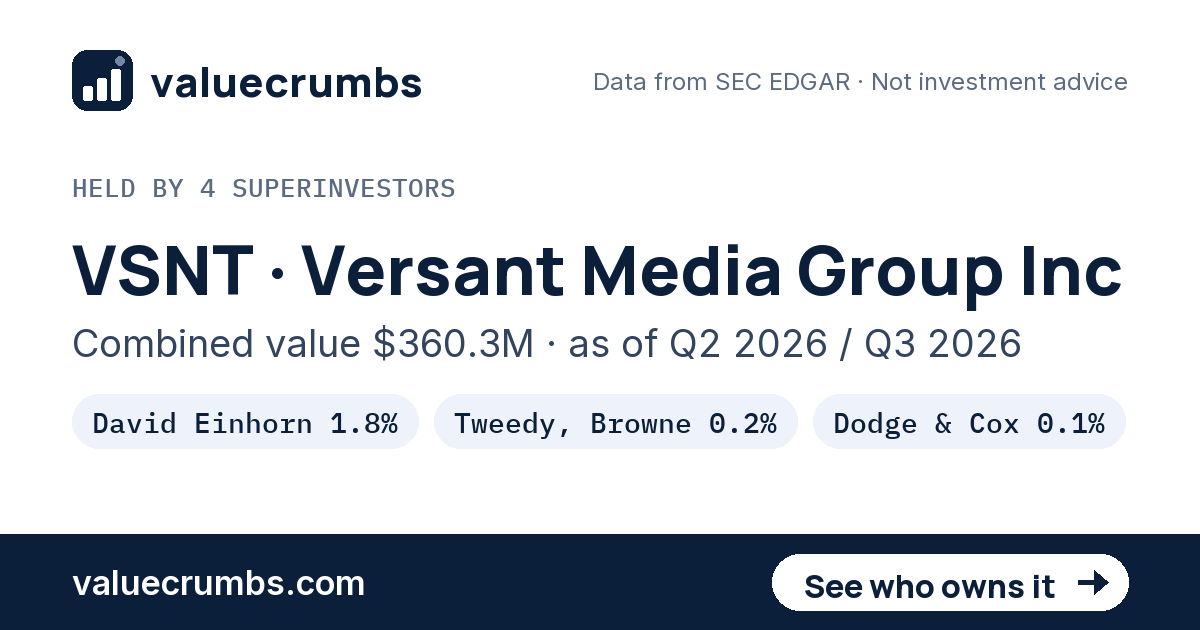 valuecrumbs
Data from SEC EDGAR · Not investment advice
HELD BY 4 SUPERINVESTORS
VSNT · Versant Media Group Inc
Combined value $360.3M · as of Q2 2026 / Q3 2026
David Einhorn 1.8%
Tweedy, Browne 0.2%
Dodge & Cox 0.1%
valuecrumbs.com
See who owns it →